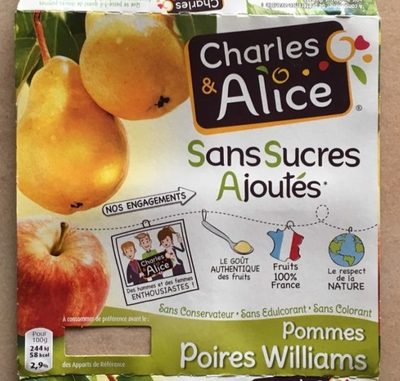 Charles
& Alice
®
Sans Sucres
Ajoutés*
NOS ENGAGEMENTS
Charles
& Alice
Des hommes et des femmes
ENTHOUSIASTES !
LE GOÛT
AUTHENTIQUE
des fruits
Fruits
100%
France
Le respect
de la
NATURE
Sans Conservateur • Sans Edulcorant • Sans Colorant
À consommer de préférence avant le :
Pommes
Poires Williams
Pour
100g
244 kJ
58 kcal
2,9%
des Apports de Référence